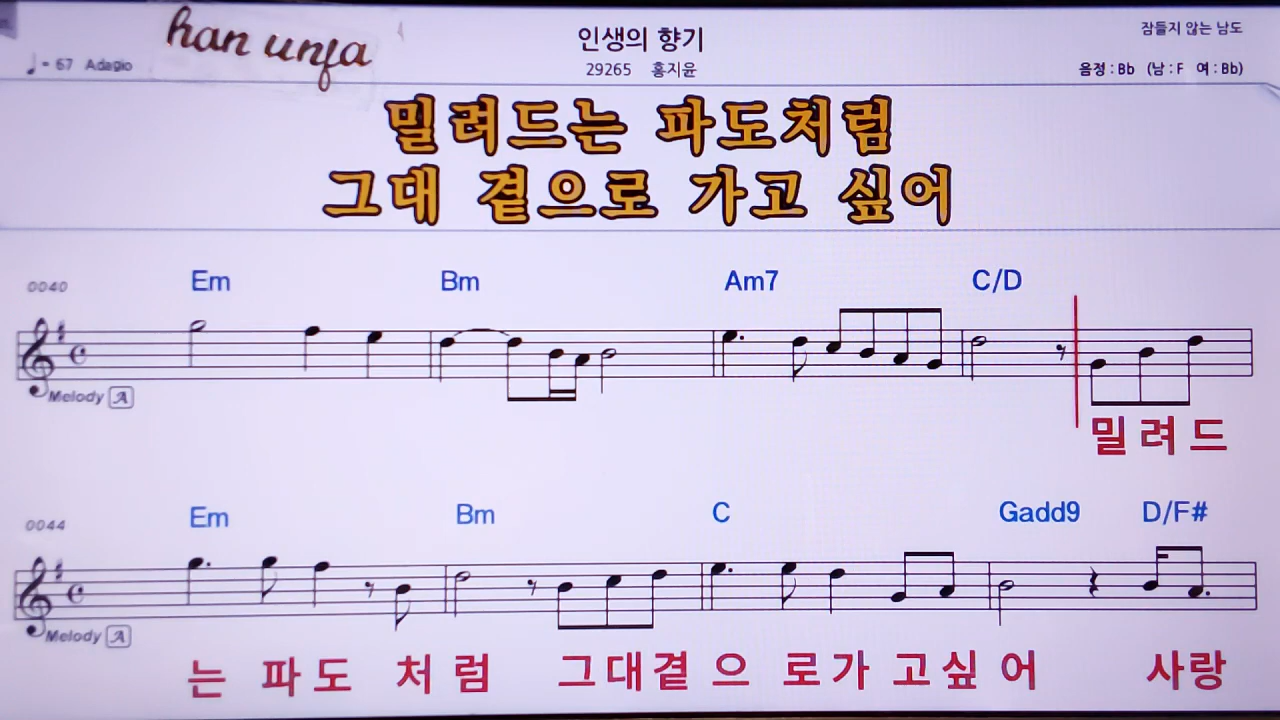 han unja
인생의 향기
잠들지 않는 남도
♩= 67 Adagio
29265 홍지윤
음정 : Bb (남 : F 여 : Bb)
밀려드는 파도처럼
그대 곁으로 가고 싶어
0040 Em Bm Am7 C/D
Melody A
밀 려 드
0044 Em Bm C Gadd9 D/F#
Melody A
는 파 도 처 럼 그 대 곁 으 로 가 고 싶 어 사 랑